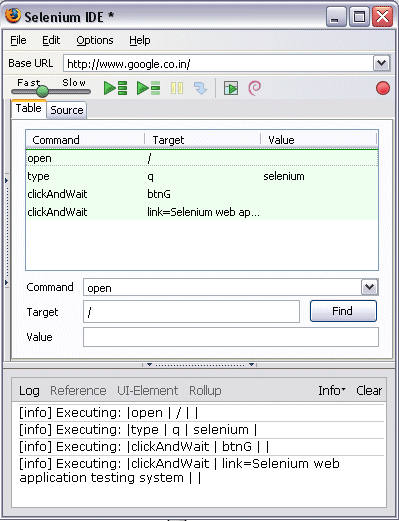 Selenium IDE *
File Edit Options Help
Base URL http://www.google.co.in/
Fast Slow
Table Source
Command Target Value
open /
type q selenium
clickAndWait btnG
clickAndWait link=Selenium web ap...
Command open
Target / Find
Value
Log Reference UI-Element Rollup Info Clear
[info] Executing: |open | / | |
[info] Executing: |type | q | selenium |
[info] Executing: |clickAndWait | btnG | |
[info] Executing: |clickAndWait | link=Selenium web
application testing system | |